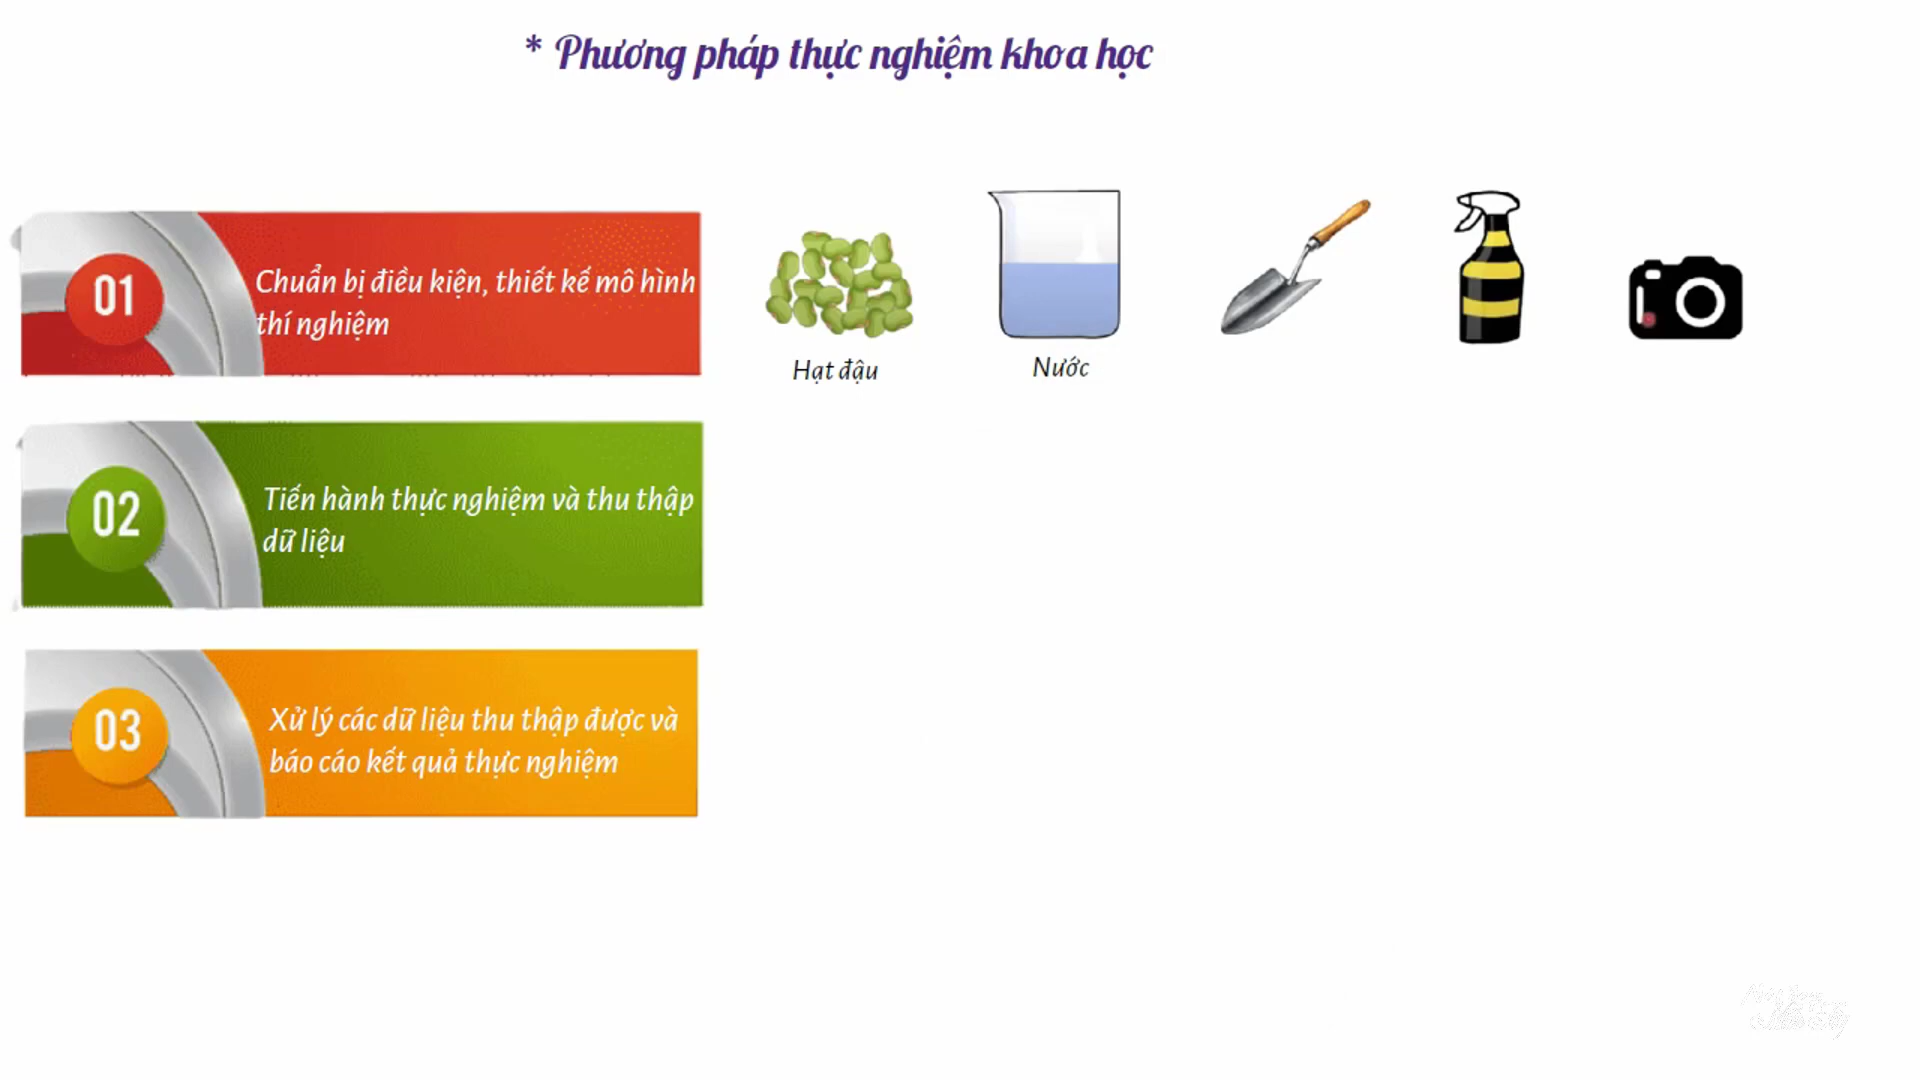 * Phương pháp thực nghiệm khoa học
01
Chuẩn bị điều kiện, thiết kế mô hình
thí nghiệm
Hạt đậu
Nước
02
Tiến hành thực nghiệm và thu thập
dữ liệu
03
Xử lý các dữ liệu thu thập được và
báo cáo kết quả thực nghiệm